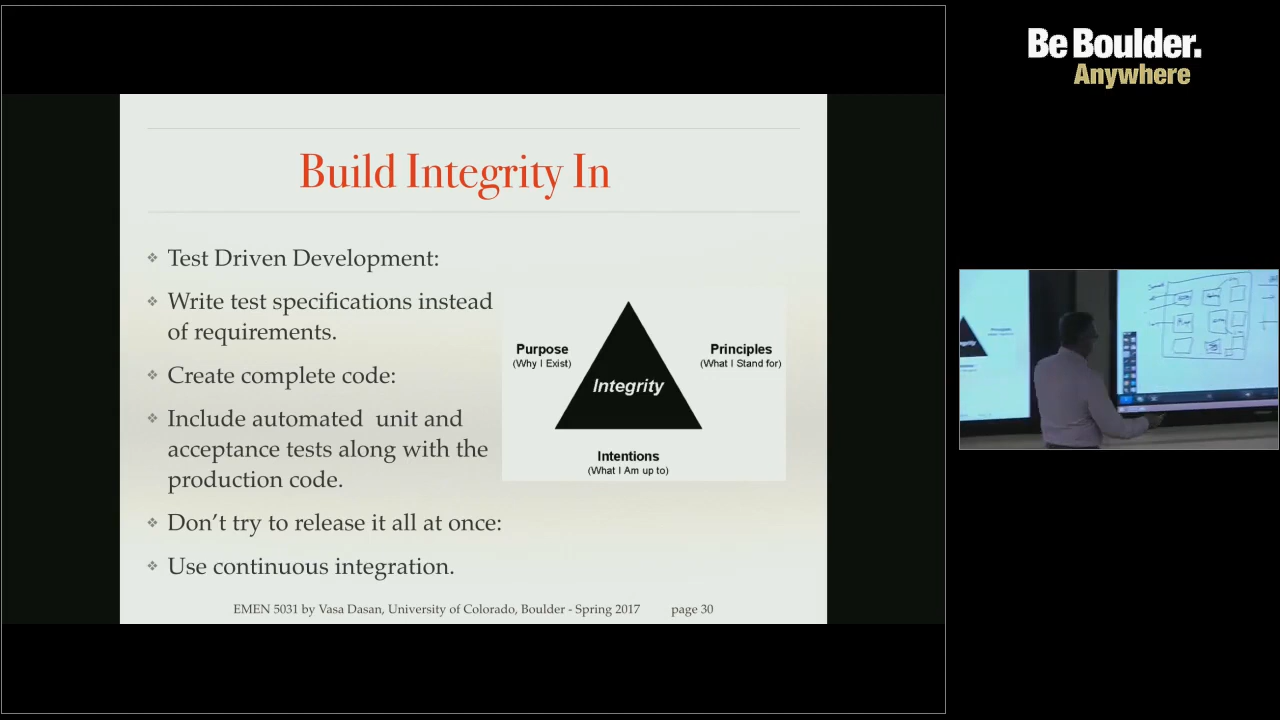 Be Boulder.
Anywhere
Build Integrity In
Test Driven Development:
Write test specifications instead
of requirements.
Create complete code:
Include automated unit and
acceptance tests along with the
production code.
Don’t try to release it all at once:
Use continuous integration.
Purpose
(Why I Exist)
Principles
(What I Stand for)
Integrity
Intentions
(What I Am up to)
EMEN 5031 by Vasa Dasan, University of Colorado, Boulder - Spring 2017 page 30